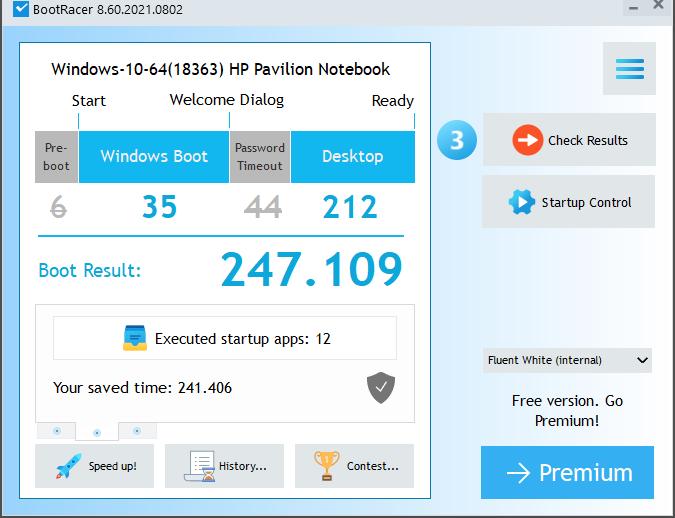 BootRacer 8.60.2021.0802
Windows-10-64(18363) HP Pavilion Notebook
Start
Welcome Dialog
Ready
Pre-
boot
Windows Boot
Password
Timeout
Desktop
6
35
44
212
Boot Result:
247.109
Executed startup apps: 12
Your saved time: 241.406
Speed up!
History...
Contest...
3
Check Results
Startup Control
Fluent White (internal)
Free version. Go
Premium!
Premium